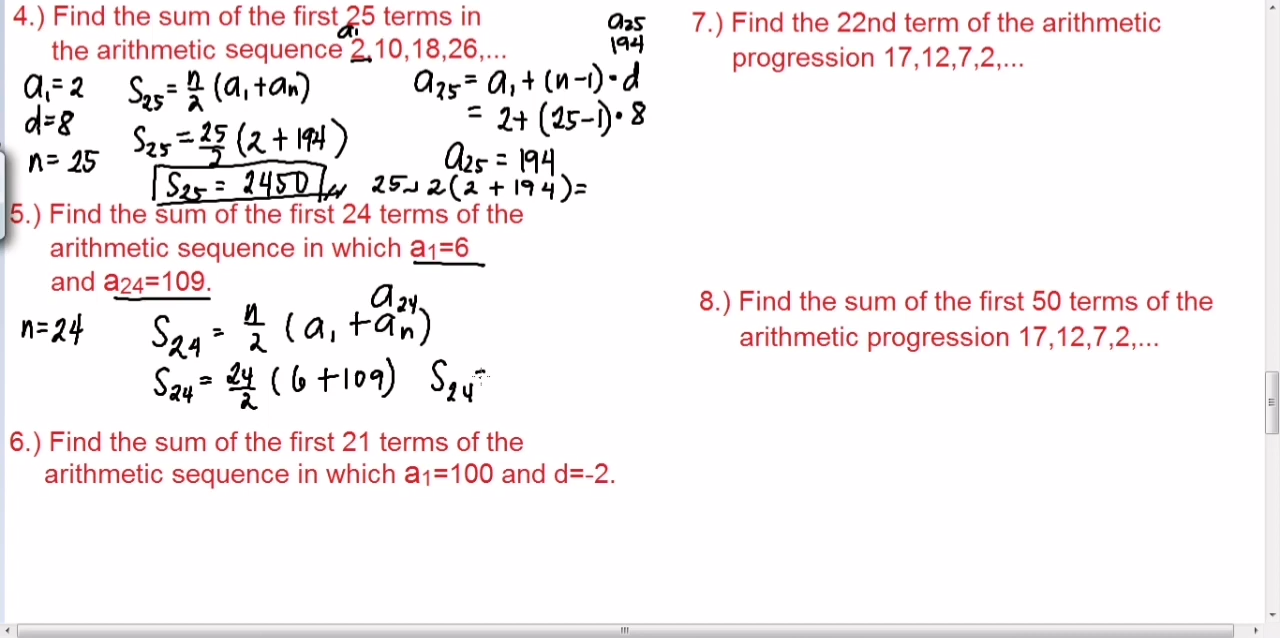 4.) Find the sum of the first 25 terms in
a₁
the arithmetic sequence 2,10,18,26,...
a₂₅
194
a₁=2
d=8
n=25
S₂₅=n/2 (a₁+an)
S₂₅=25/2 (2+194)
S₂₅=2450
a₂₅=a₁+(n-1)•d
=2+(25-1)•8
a₂₅=194
25⅃2(2+194)=
5.) Find the sum of the first 24 terms of the
arithmetic sequence in which a₁=6
and a₂₄=109.
n=24
a₂₄
S₂₄=n/2 (a₁+an)
S₂₄=24/2 (6+109) S₂₄=
6.) Find the sum of the first 21 terms of the
arithmetic sequence in which a₁=100 and d=-2.
7.) Find the 22nd term of the arithmetic
progression 17,12,7,2,...
8.) Find the sum of the first 50 terms of the
arithmetic progression 17,12,7,2,...